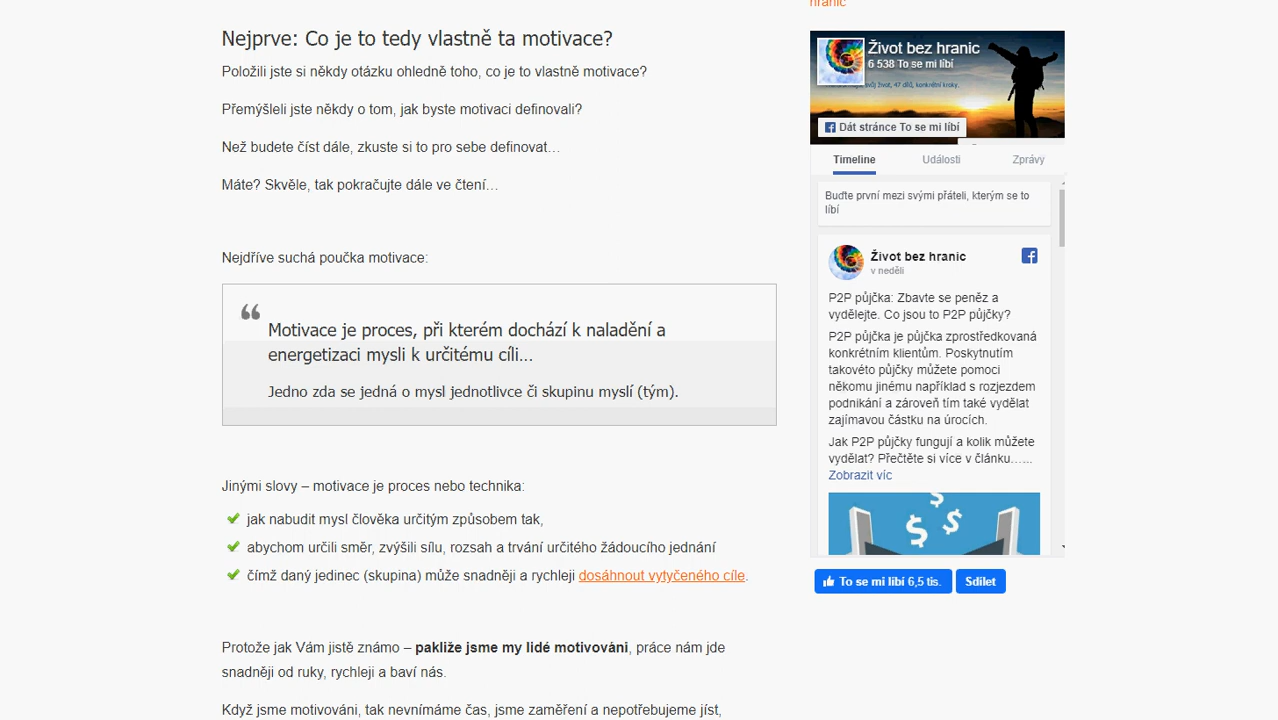 hranic
Nejprve: Co je to tedy vlastně ta motivace?
Položili jste si někdy otázku ohledně toho, co je to vlastně motivace?
Přemýšleli jste někdy o tom, jak byste motivaci definovali?
Než budete číst dále, zkuste si to pro sebe definovat…
Máte? Skvěle, tak pokračujte dále ve čtení…
Nejdříve suchá poučka motivace:
“
Motivace je proces, při kterém dochází k naladění a
energetizaci mysli k určitému cíli…
Jedno zda se jedná o mysl jednotlivce či skupinu myslí (tým).
Jinými slovy – motivace je proces nebo technika:
jak nabudit mysl člověka určitým způsobem tak,
abychom určili směr, zvýšili sílu, rozsah a trvání určitého žádoucího jednání
čímž daný jedinec (skupina) může snadněji a rychleji dosáhnout vytyčeného cíle.
Protože jak Vám jistě známo – pakliže jsme my lidé motivováni, práce nám jde
snadněji od ruky, rychleji a baví nás.
Když jsme motivováni, tak nevnímáme čas, jsme zaměření a nepotřebujeme jíst,
Život bez hranic
6 538 To se mi líbí
svůj život, 47 dílů, konkrétní kroky.
Dát stránce To se mi líbí
Timeline Události Zprávy
Buďte první mezi svými přáteli, kterým se to
líbí
Život bez hranic
v neděli
P2P půjčka: Zbavte se peněz a
vydělejte. Co jsou to P2P půjčky?
P2P půjčka je půjčka zprostředkovaná
konkrétním klientům. Poskytnutím
takovéto půjčky můžete pomoci
někomu jinému například s rozjezdem
podnikání a zároveň tím také vydělat
zajímavou částku na úrocích.
Jak P2P půjčky fungují a kolik můžete
vydělat? Přečtěte si více v článku…...
Zobrazit víc
$ $ $
To se mi líbí 6,5 tis. Sdílet